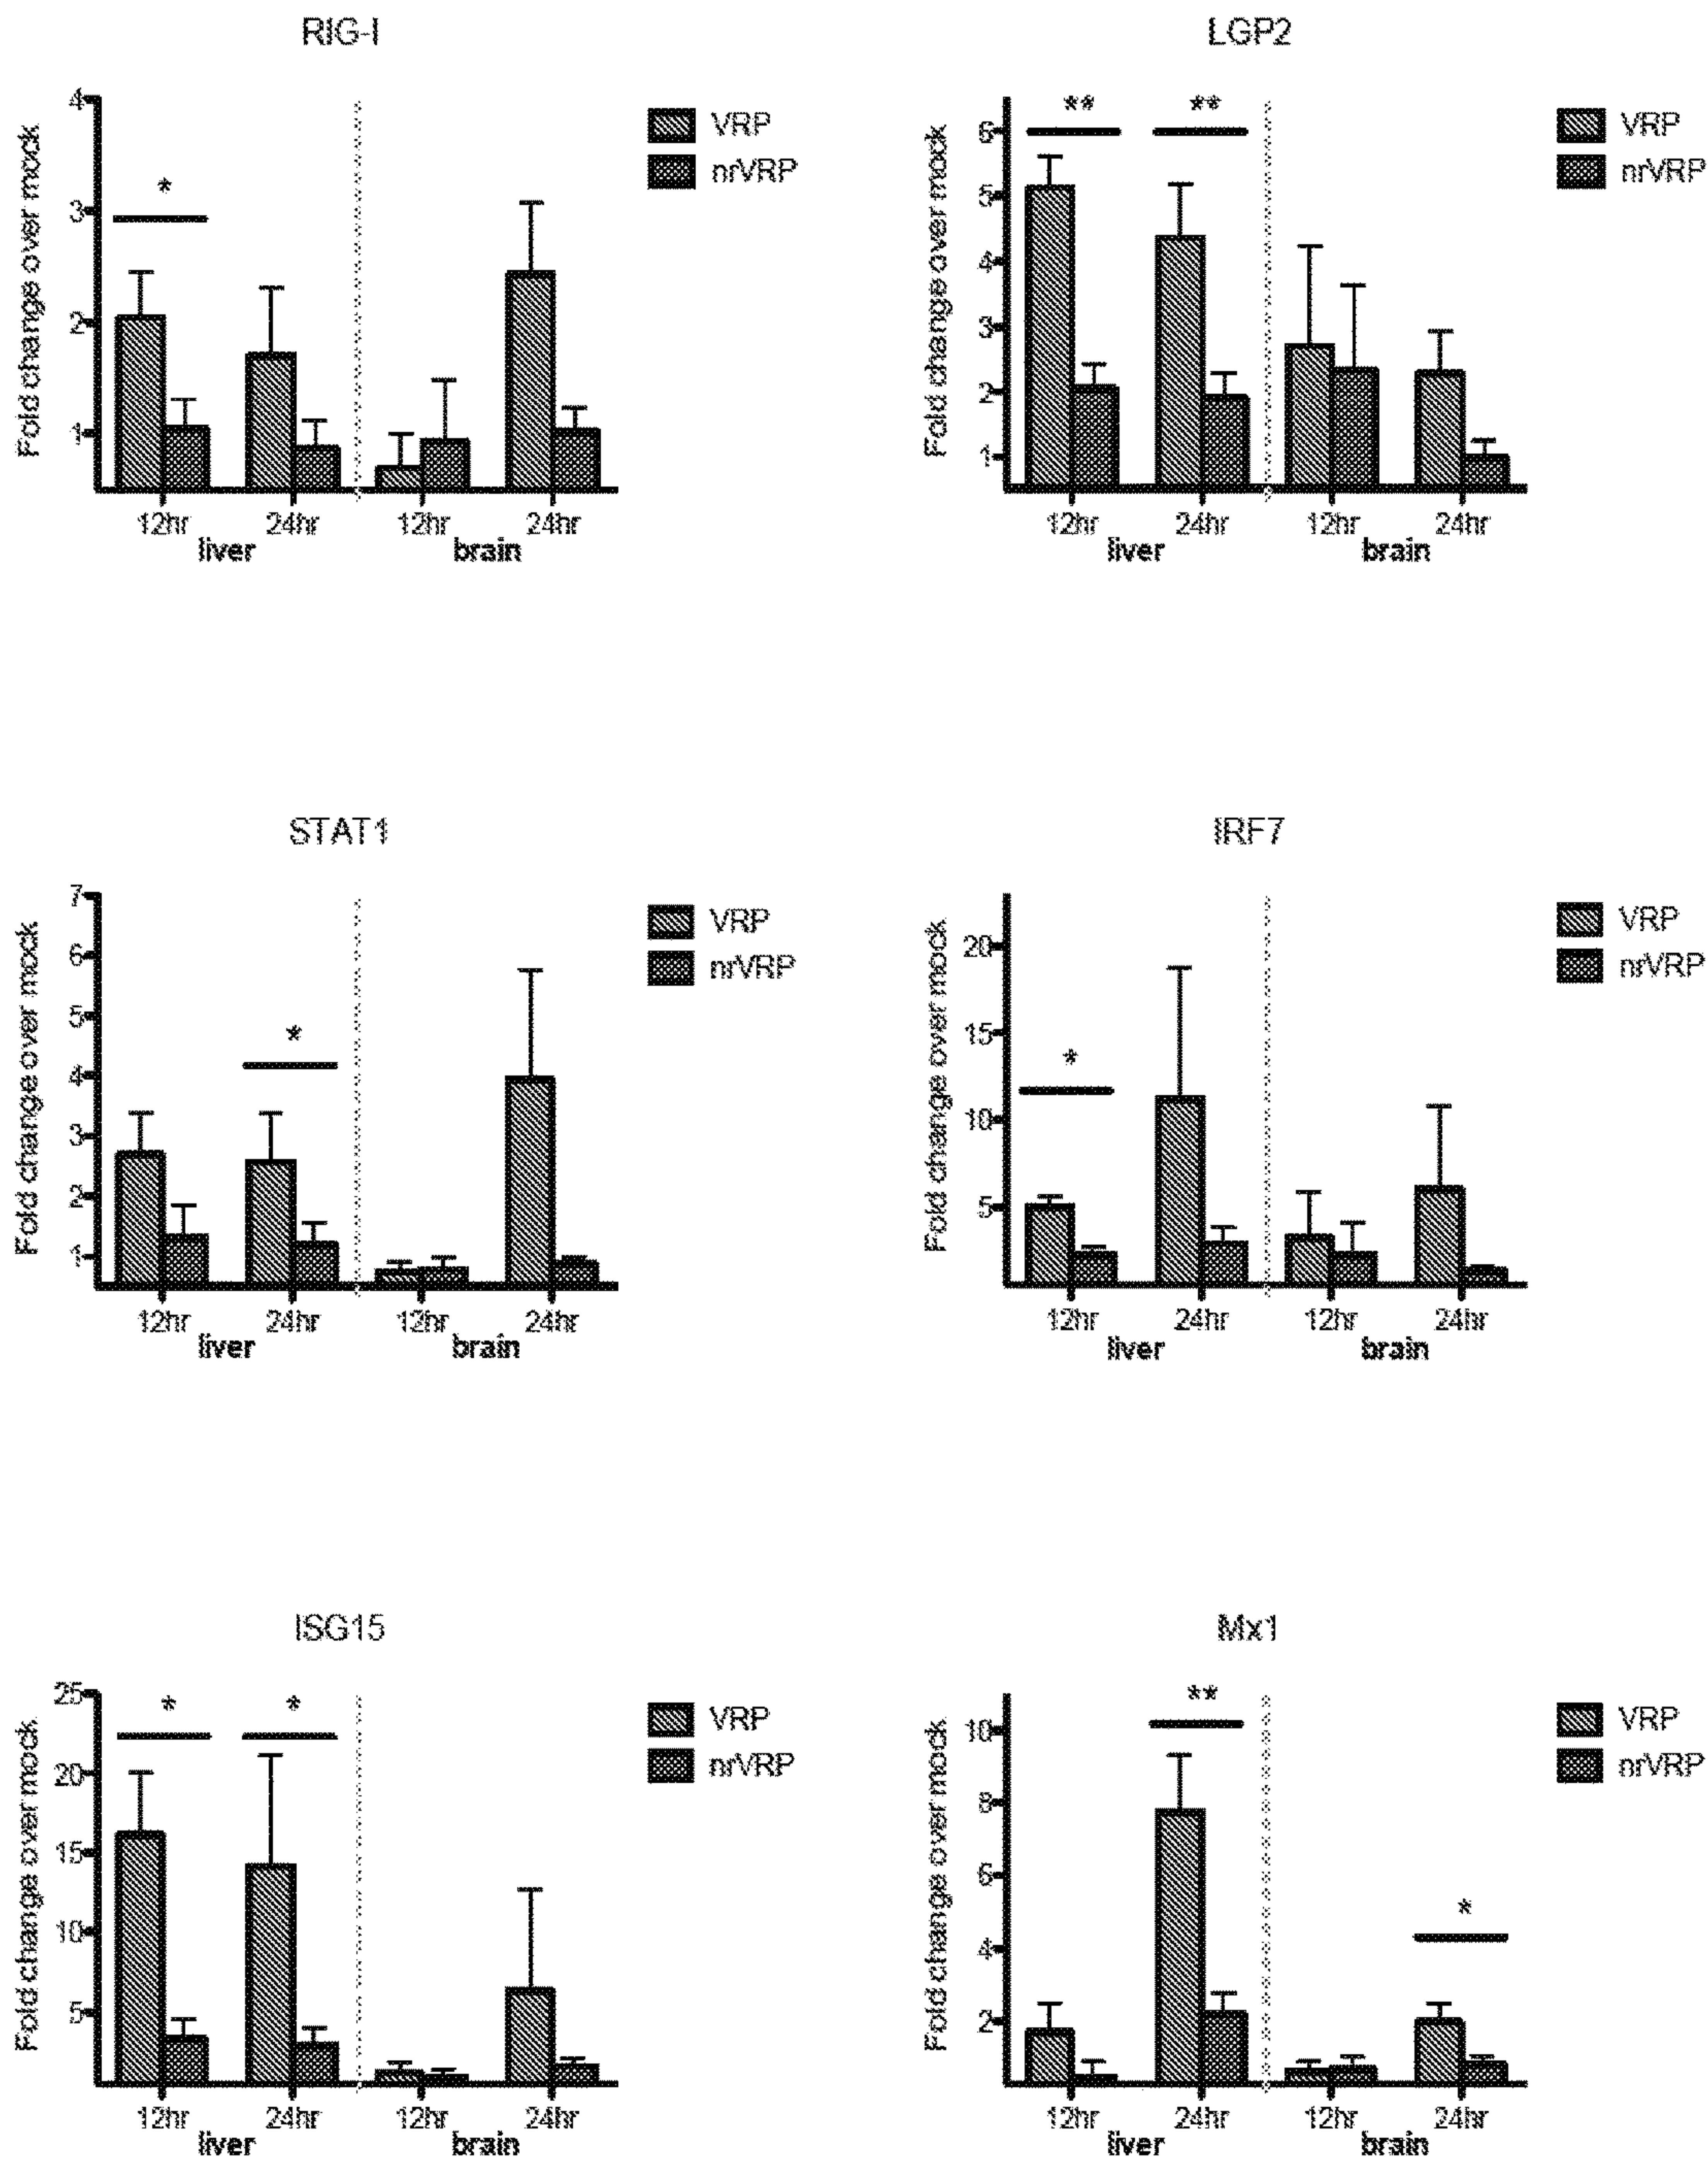 RIG-I
Fold change over mock
4
3
2
1
*
12hr 24hr 12hr 24hr
liver brain
VRP
nrVRP
LGP2
Fold change over mock
6
5
4
3
2
1
** **
12hr 24hr 12hr 24hr
liver brain
VRP
nrVRP
STAT1
Fold change over mock
7
6
5
4
3
2
1
*
12hr 24hr 12hr 24hr
liver brain
VRP
nrVRP
IRF7
Fold change over mock
20
15
10
5
*
12hr 24hr 12hr 24hr
liver brain
VRP
nrVRP
ISG15
Fold change over mock
25
20
15
10
5
* *
12hr 24hr 12hr 24hr
liver brain
VRP
nrVRP
Mx1
Fold change over mock
10
8
6
4
2
**
*
12hr 24hr 12hr 24hr
liver brain
VRP
nrVRP